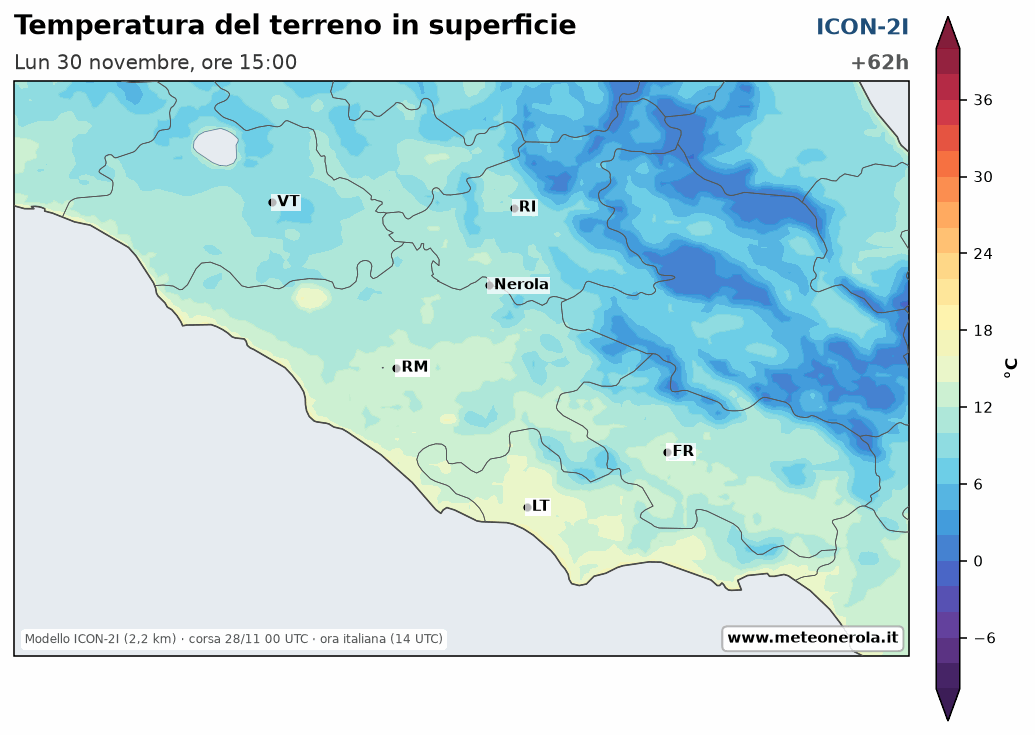 Temperatura del terreno in superficie
ICON-2I
Lun 30 novembre, ore 15:00
+62h
36
30
24
18
12
6
0
−6
°C
VT
RI
Nerola
RM
FR
LT
Modello ICON-2I (2,2 km) · corsa 28/11 00 UTC · ora italiana (14 UTC)
www.meteonerola.it